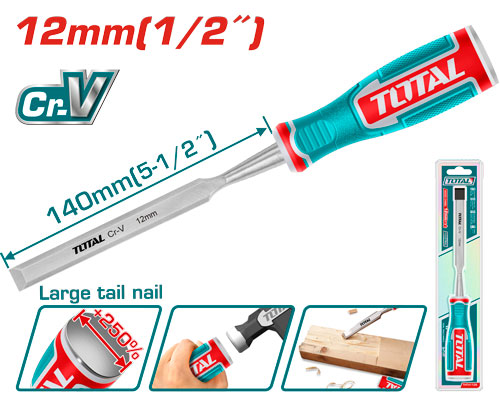 12mm(1/2˝)
Cr-V
TOTAL
140mm(5-1/2˝)
TOTAL Cr-V 12mm
Large tail nail
+250%
TOTAL
TOTAL